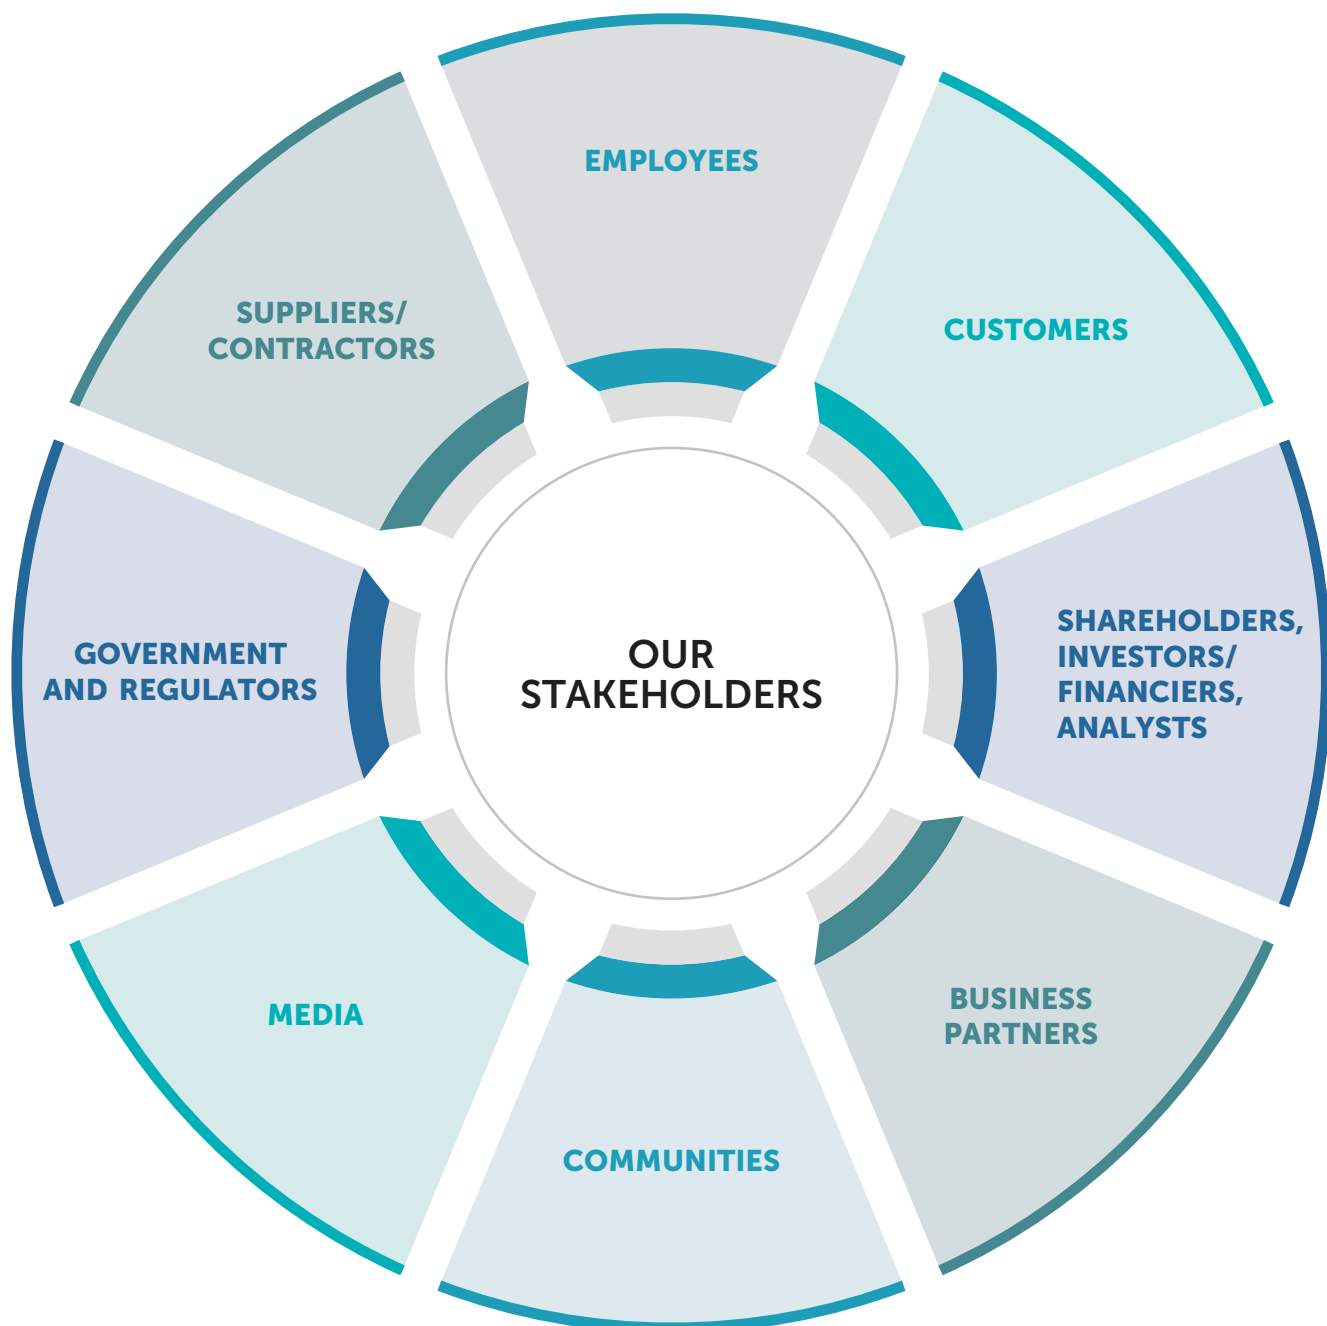 EMPLOYEES
CUSTOMERS
SHAREHOLDERS,
INVESTORS/
FINANCIERS,
ANALYSTS
BUSINESS
PARTNERS
COMMUNITIES
MEDIA
GOVERNMENT
AND REGULATORS
SUPPLIERS/
CONTRACTORS
OUR
STAKEHOLDERS